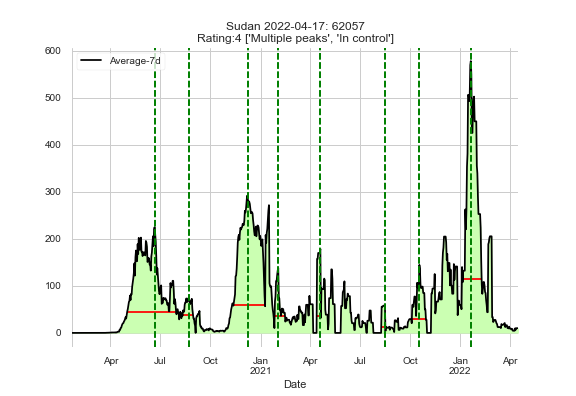 Sudan 2022-04-17: 62057
Rating:4 ['Multiple peaks', 'In control']
600
Average-7d
500
400
300
200
100
0
Apr Jul Oct Jan Apr Jul Oct Jan Apr
2021 2022
Date